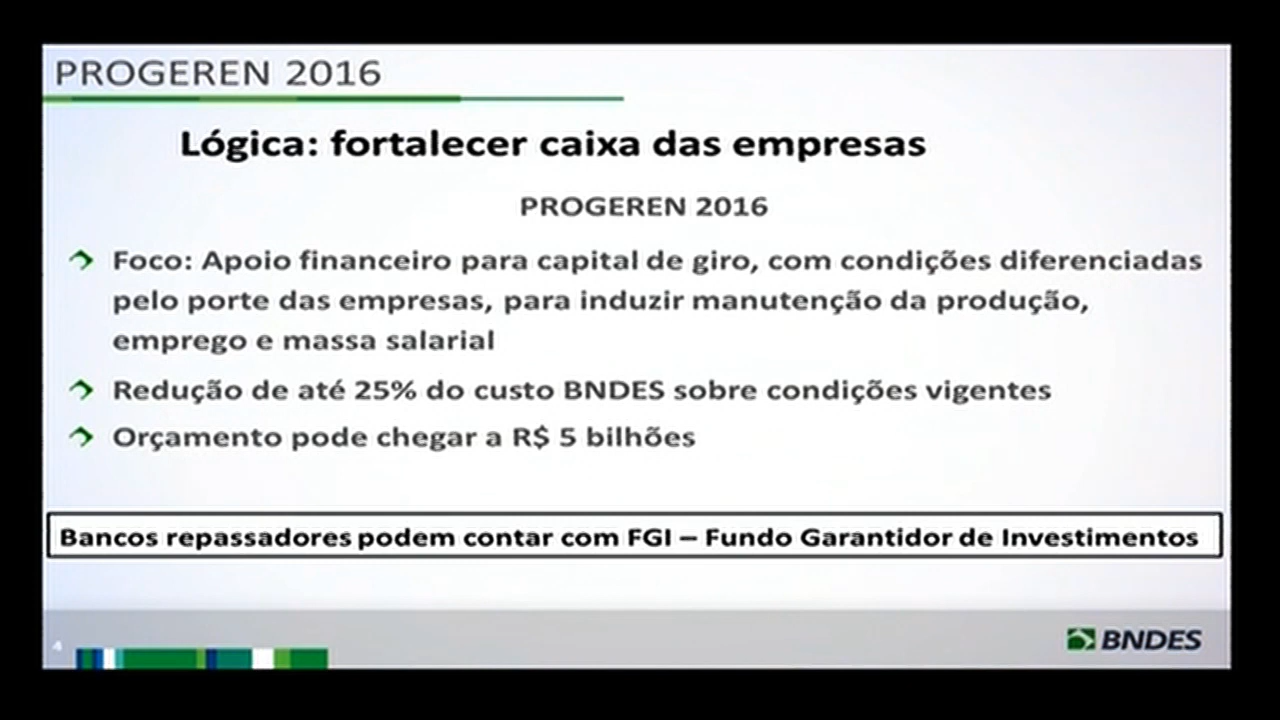 PROGEREN 2016
Lógica: fortalecer caixa das empresas
PROGEREN 2016
Foco: Apoio financeiro para capital de giro, com condições diferenciadas
pelo porte das empresas, para induzir manutenção da produção,
emprego e massa salarial
Redução de até 25% do custo BNDES sobre condições vigentes
Orçamento pode chegar a R$ 5 bilhões
Bancos repassadores podem contar com FGI – Fundo Garantidor de Investimentos
4
BNDES